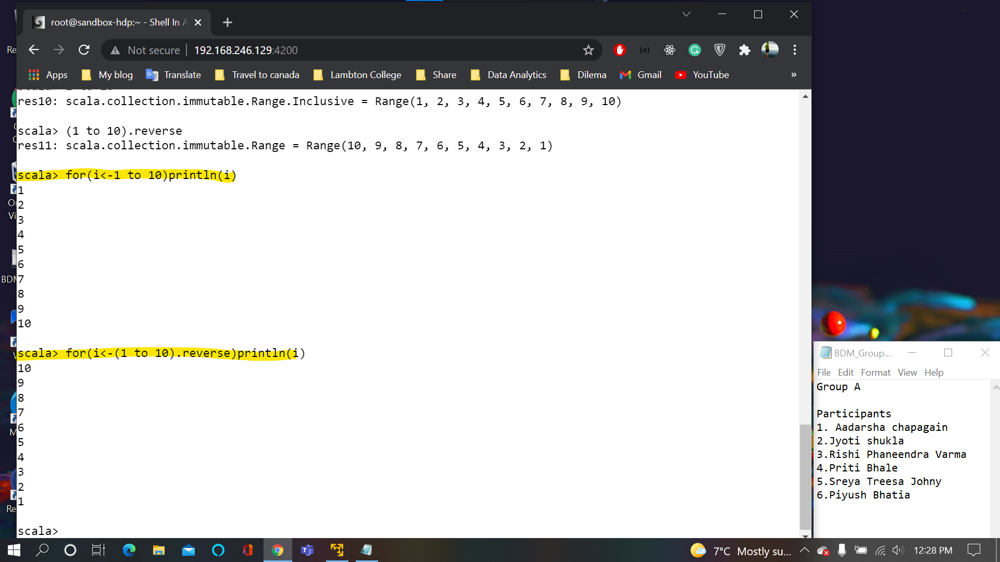 root@sandbox-hdp:~ - Shell In A
Not secure 192.168.246.129:4200
Apps My blog Translate Travel to canada Lambton College Share Data Analytics Dilema Gmail YouTube »
res10: scala.collection.immutable.Range.Inclusive = Range(1, 2, 3, 4, 5, 6, 7, 8, 9, 10)
scala> (1 to 10).reverse
res11: scala.collection.immutable.Range = Range(10, 9, 8, 7, 6, 5, 4, 3, 2, 1)
scala> for(i<-1 to 10)println(i)
1
2
3
4
5
6
7
8
9
10
scala> for(i<-(1 to 10).reverse)println(i)
10
9
8
7
6
5
4
3
2
1
scala>
Re
BDM
Re
BDM_Group...
File Edit Format View Help
Group A
Participants
1. Aadarsha chapagain
2.Jyoti shukla
3.Rishi Phaneendra Varma
4.Priti Bhale
5.Sreya Treesa Johny
6.Piyush Bhatia
7°C Mostly su...
12:28 PM